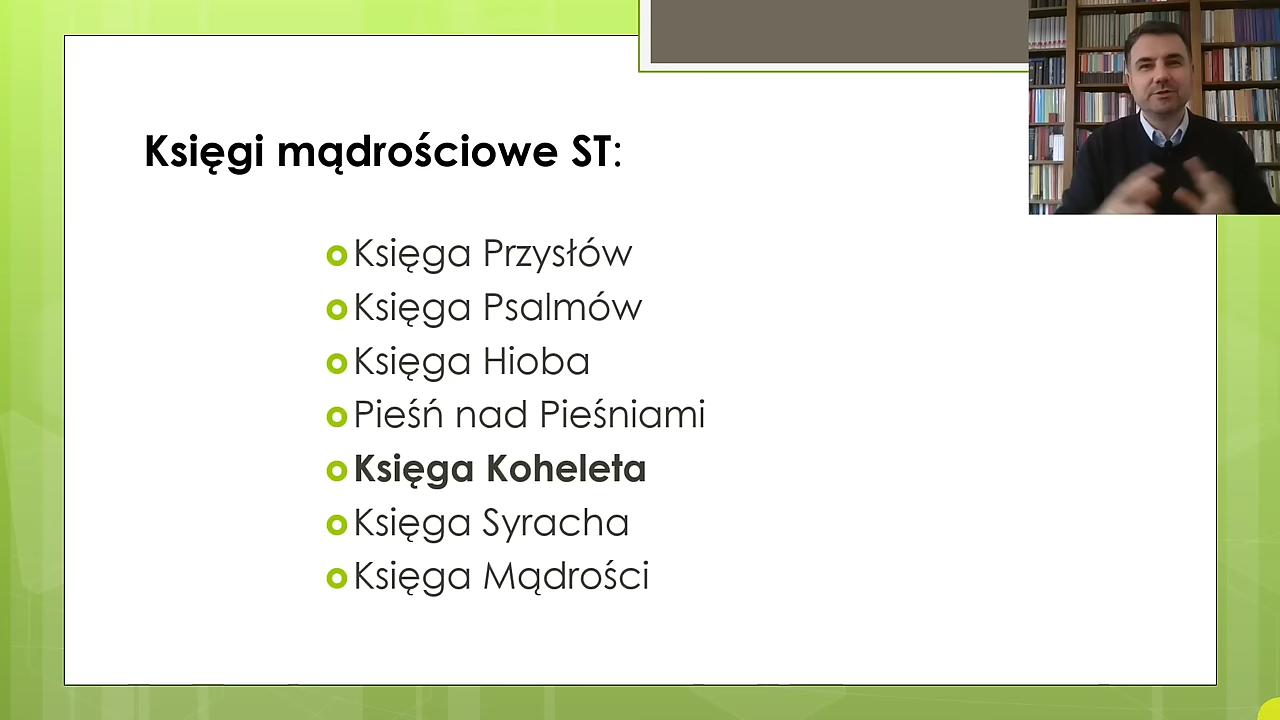 Księgi mądrościowe ST:
Księga Przysłów
Księga Psalmów
Księga Hioba
Pieśń nad Pieśniami
Księga Koheleta
Księga Syracha
Księga Mądrości